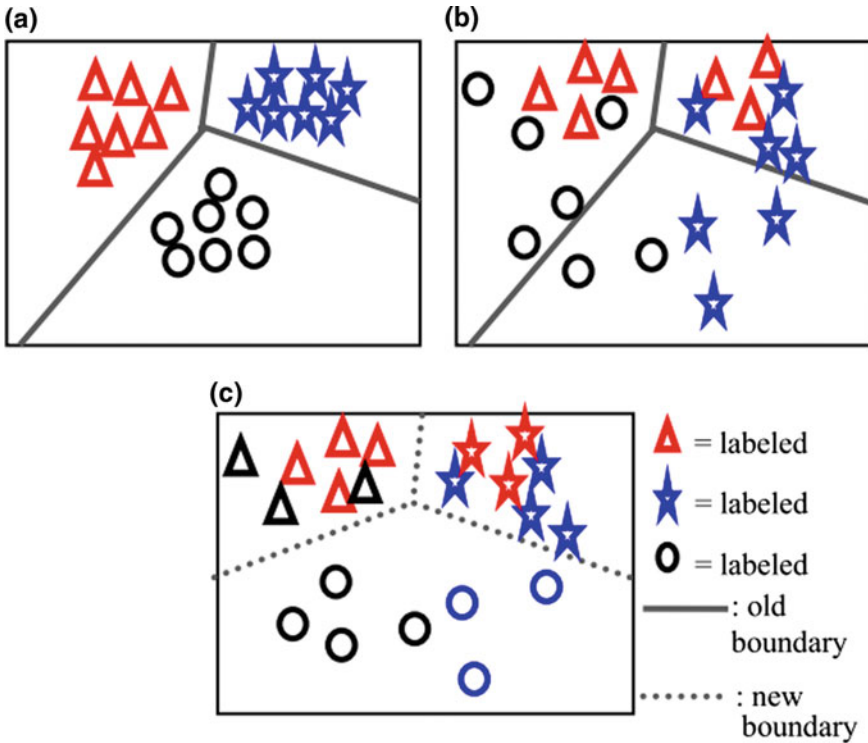 (a)
(b)
(c)
= labeled
= labeled
= labeled
: old
boundary
: new
boundary